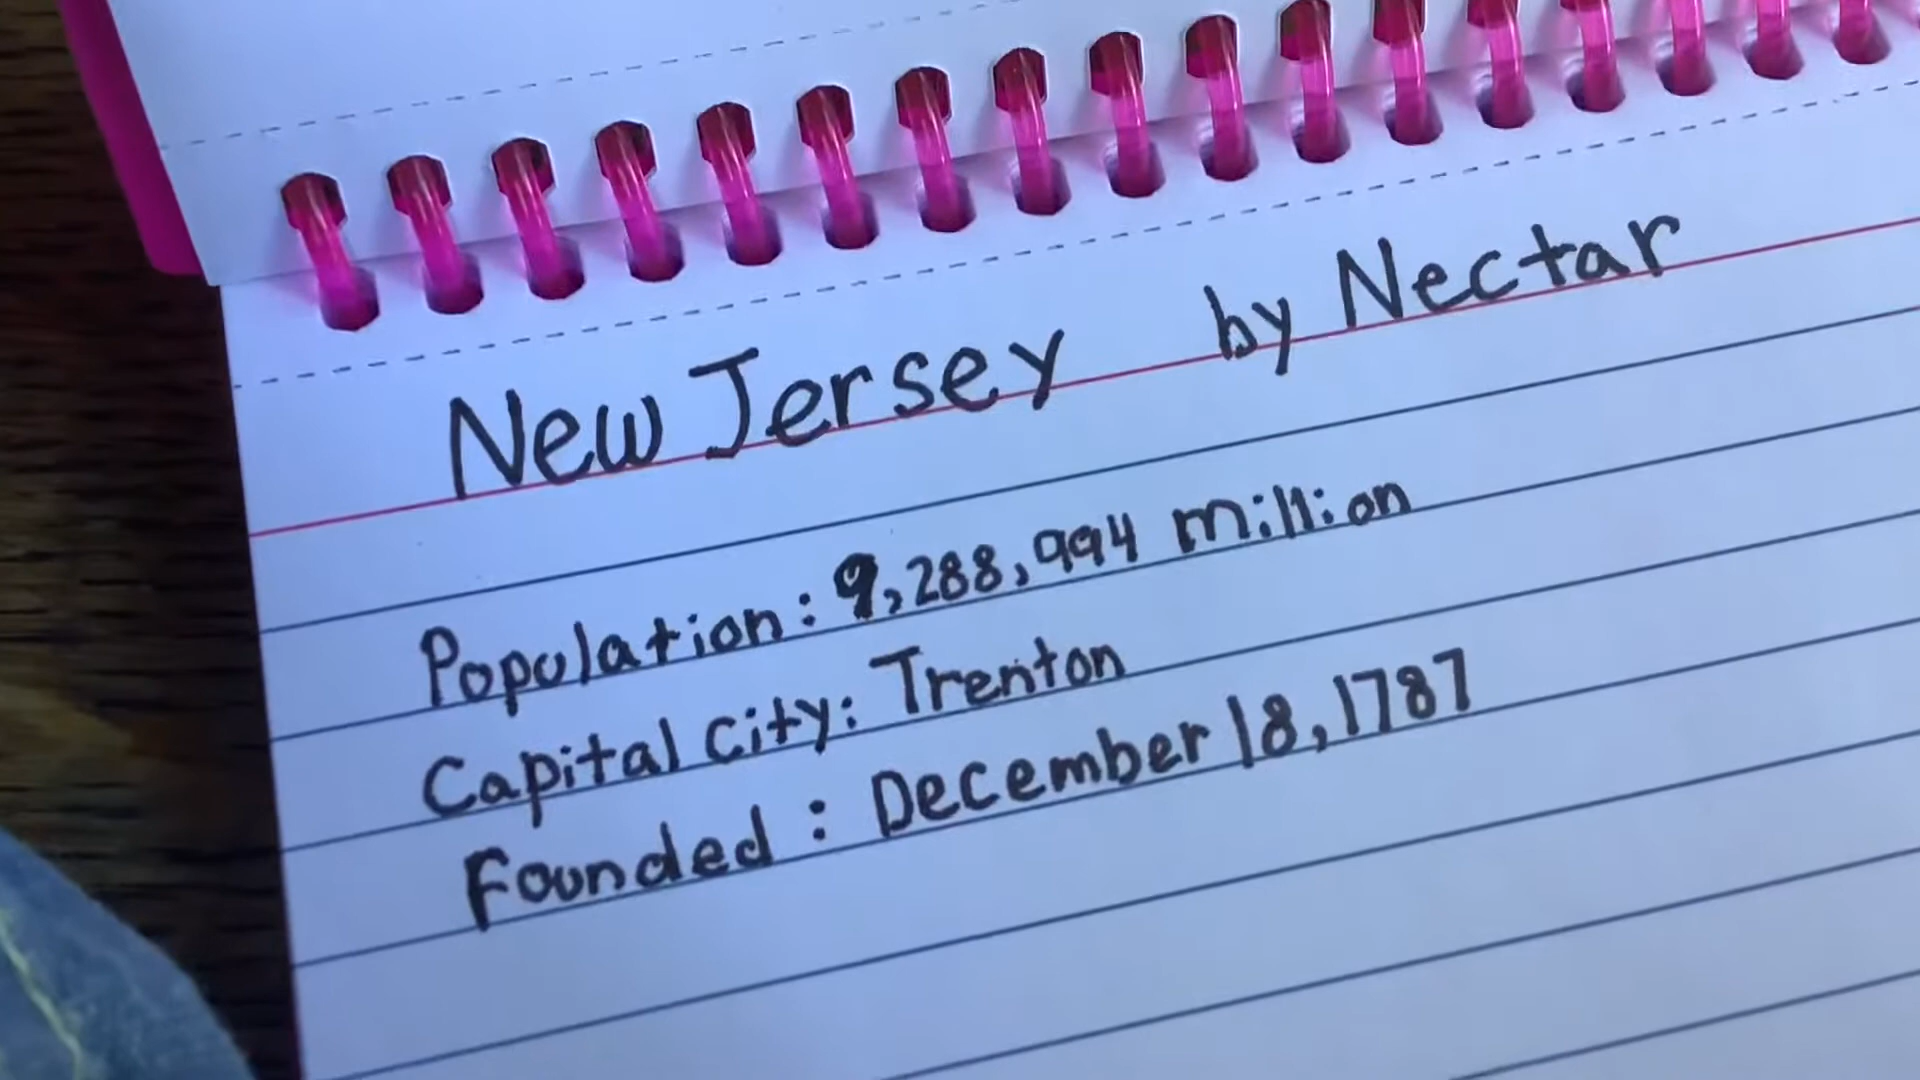 New Jersey by Nectar
Population: 9,288,994 million
Capital city: Trenton
Founded: December 18, 1787